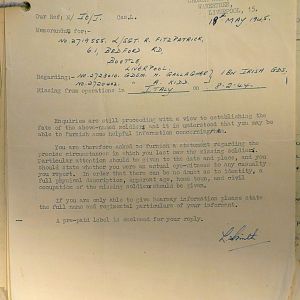 LIVERPOOL, 15.
Our Ref; E/ Cas.L.
18th MAY 1945.
Memorandum for:-
No. 2719555. L/SGT R. FITZPATRICK,
61, BEDFORD RD,
BOOTLE,
LIVERPOOL.
Regarding:- GDSM. H. GALLAGHER 1 BN IRISH GDS,
A. KIDD
Missing from operations in ITALY on 8-2-44.
Enquiries are still proceeding with a view to establishing the
fate of the above-named soldier and it is understood that you may be
able to furnish some helpful information concerning
You are therefore asked to furnish a statement regarding the
precise circumstances in which you last saw the missing soldier.
Particular attention should be given to the date and place, and you
should state whether you were an actual eye-witness to any casualty
you report. In order that there can be no doubt as to identity, a
full physical description, apparent age, home town, and civil
occupation of the missing soldier should be given.
If you are only able to give hearsay information please state
the full name and regimental particulars of your informant.
A pre-paid label is enclosed for your reply.